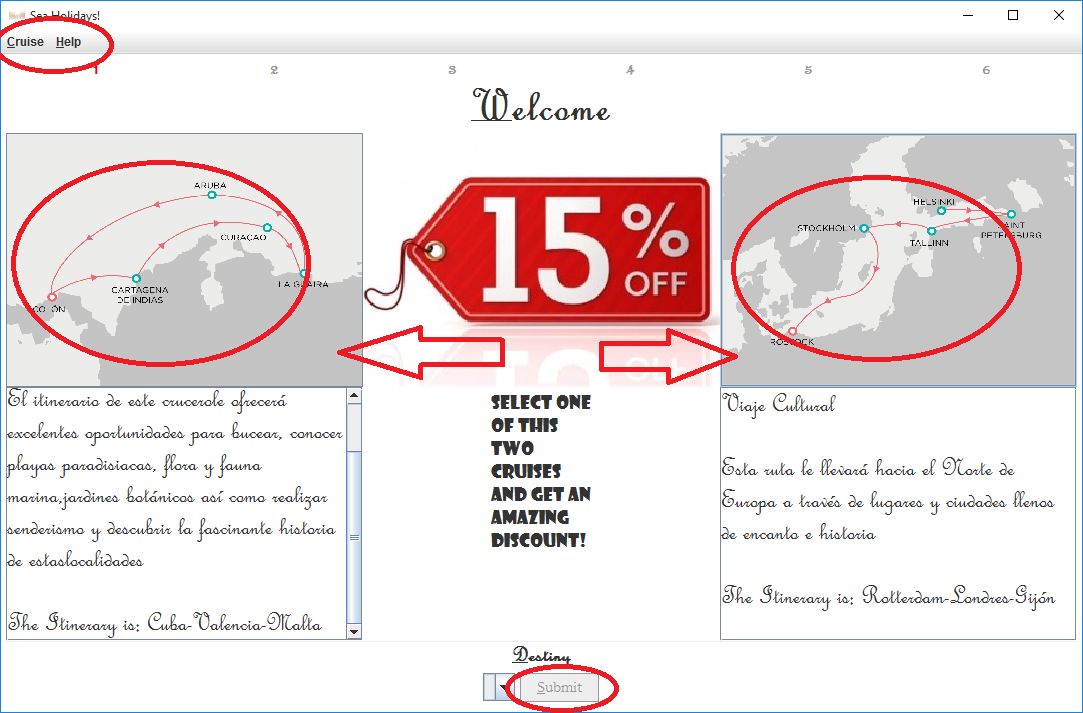 Sea Holidays!
Cruise Help
1 2 3 4 5 6
Welcome
ARUBA
CURAÇAO
CARTAGENA
DE INDIAS
LA GUAIRA
COLÓN
15% OFF
HELSINKI
STOCKHOLM
SAINT
PETERSBURG
TALLINN
ROSTOCK
El itinerario de este crucerole ofrecerá
excelentes oportunidades para bucear, conocer
playas paradisiacas, flora y fauna
marina,jardines botánicos así como realizar
senderismo y descubrir la fascinante historia
de estaslocalidades
The Itinerary is: Cuba-Valencia-Malta
SELECT ONE
OF THIS
TWO
CRUISES
AND GET AN
AMAZING
DISCOUNT!
Viaje Cultural
Esta ruta le llevará hacia el Norte de
Europa a través de lugares y ciudades llenos
de encanto e historia
The Itinerary is: Rotterdam-Londres-Gijón
Destiny
Submit